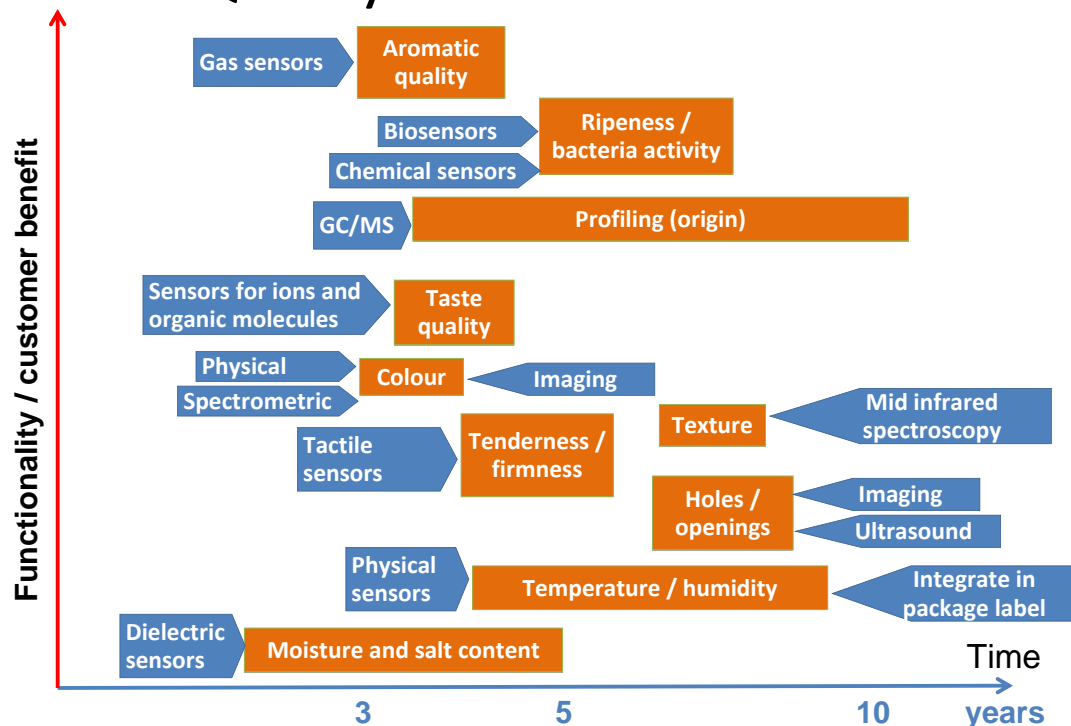 Gas sensors
Aromatic
quality
Biosensors
Chemical sensors
Ripeness /
bacteria activity
GC/MS
Profiling (origin)
Sensors for ions and
organic molecules
Taste
quality
Physical
Spectrometric
Colour
Imaging
Texture
Mid infrared
spectroscopy
Tactile
sensors
Tenderness /
firmness
Holes /
openings
Imaging
Ultrasound
Physical
sensors
Temperature / humidity
Integrate in
package label
Dielectric
sensors
Moisture and salt content
Functionality / customer benefit
Time
3
5
10
years